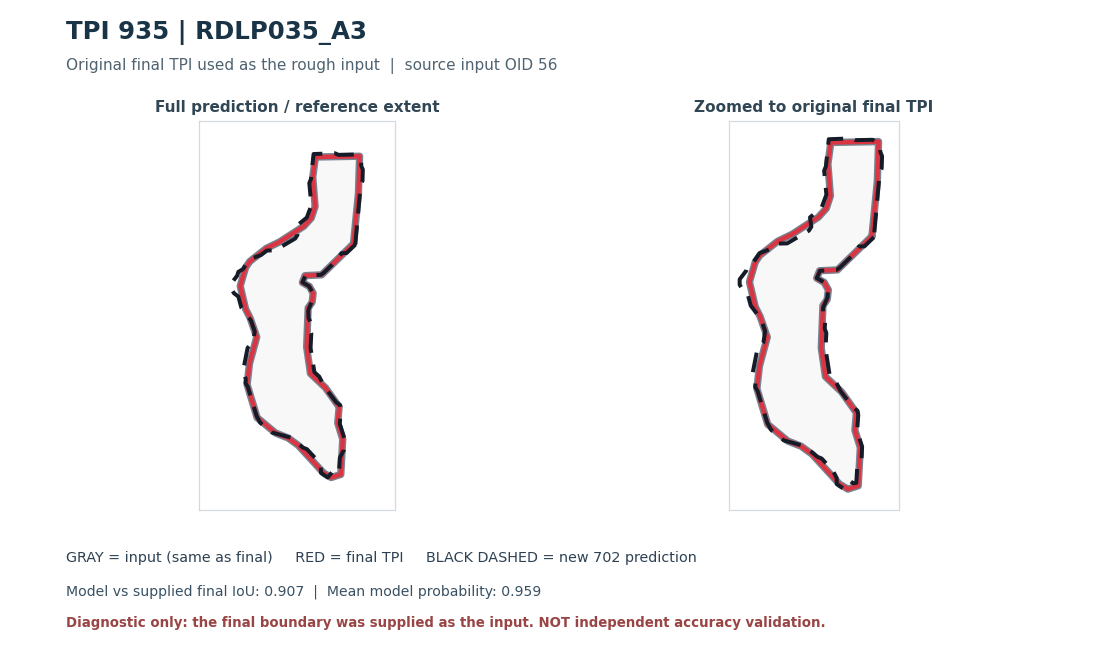 TPI 935 | RDLP035_A3
Original final TPI used as the rough input | source input OID 56
Full prediction / reference extent
Zoomed to original final TPI
GRAY = input (same as final) RED = final TPI BLACK DASHED = new 702 prediction
Model vs supplied final IoU: 0.907 | Mean model probability: 0.959
Diagnostic only: the final boundary was supplied as the input. NOT independent accuracy validation.